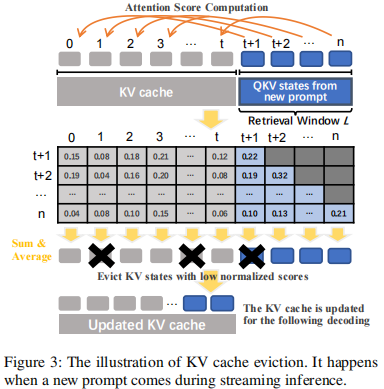 Attention Score Computation
0 1 2 3 ... t t+1 t+2 ... n
KV cache
QKV states from
new prompt
Retrieval Window L
0 1 2 3 ... t t+1 t+2 ... n
t+1 0.15 0.08 0.18 0.21 ... 0.12 0.22
t+2 0.19 0.04 0.16 0.20 ... 0.08 0.19 0.32
... ... ... ... ... ... ... ... ... ...
n 0.04 0.08 0.10 0.15 ... 0.06 0.10 0.13 ... 0.21
Sum &
Average
Evict KV states with low normalized scores
...
Updated KV cache
The KV cache is updated
for the following decoding
Figure 3: The illustration of KV cache eviction. It happens
when a new prompt comes during streaming inference.